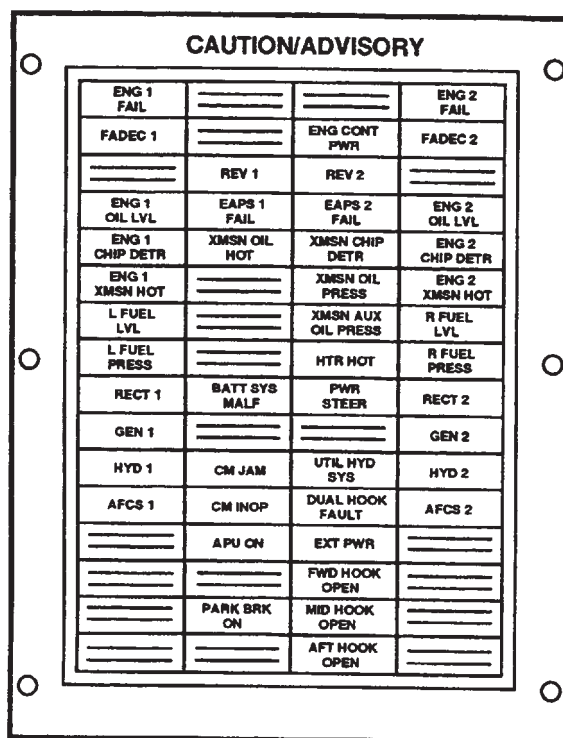 CAUTION/ADVISORY
ENG 1
FAIL
ENG 2
FAIL
FADEC 1
ENG CONT
PWR
FADEC 2
REV 1
REV 2
ENG 1
OIL LVL
EAPS 1
FAIL
EAPS 2
FAIL
ENG 2
OIL LVL
ENG 1
CHIP DETR
XMSN OIL
HOT
XMSN CHIP
DETR
ENG 2
CHIP DETR
ENG 1
XMSN HOT
XMSN OIL
PRESS
ENG 2
XMSN HOT
L FUEL
LVL
XMSN AUX
OIL PRESS
R FUEL
LVL
L FUEL
PRESS
HTR HOT
R FUEL
PRESS
RECT 1
BATT SYS
MALF
PWR
STEER
RECT 2
GEN 1
GEN 2
HYD 1
CM JAM
UTIL HYD
SYS
HYD 2
AFCS 1
CM INOP
DUAL HOOK
FAULT
AFCS 2
APU ON
EXT PWR
FWD HOOK
OPEN
PARK BRK
ON
MID HOOK
OPEN
AFT HOOK
OPEN